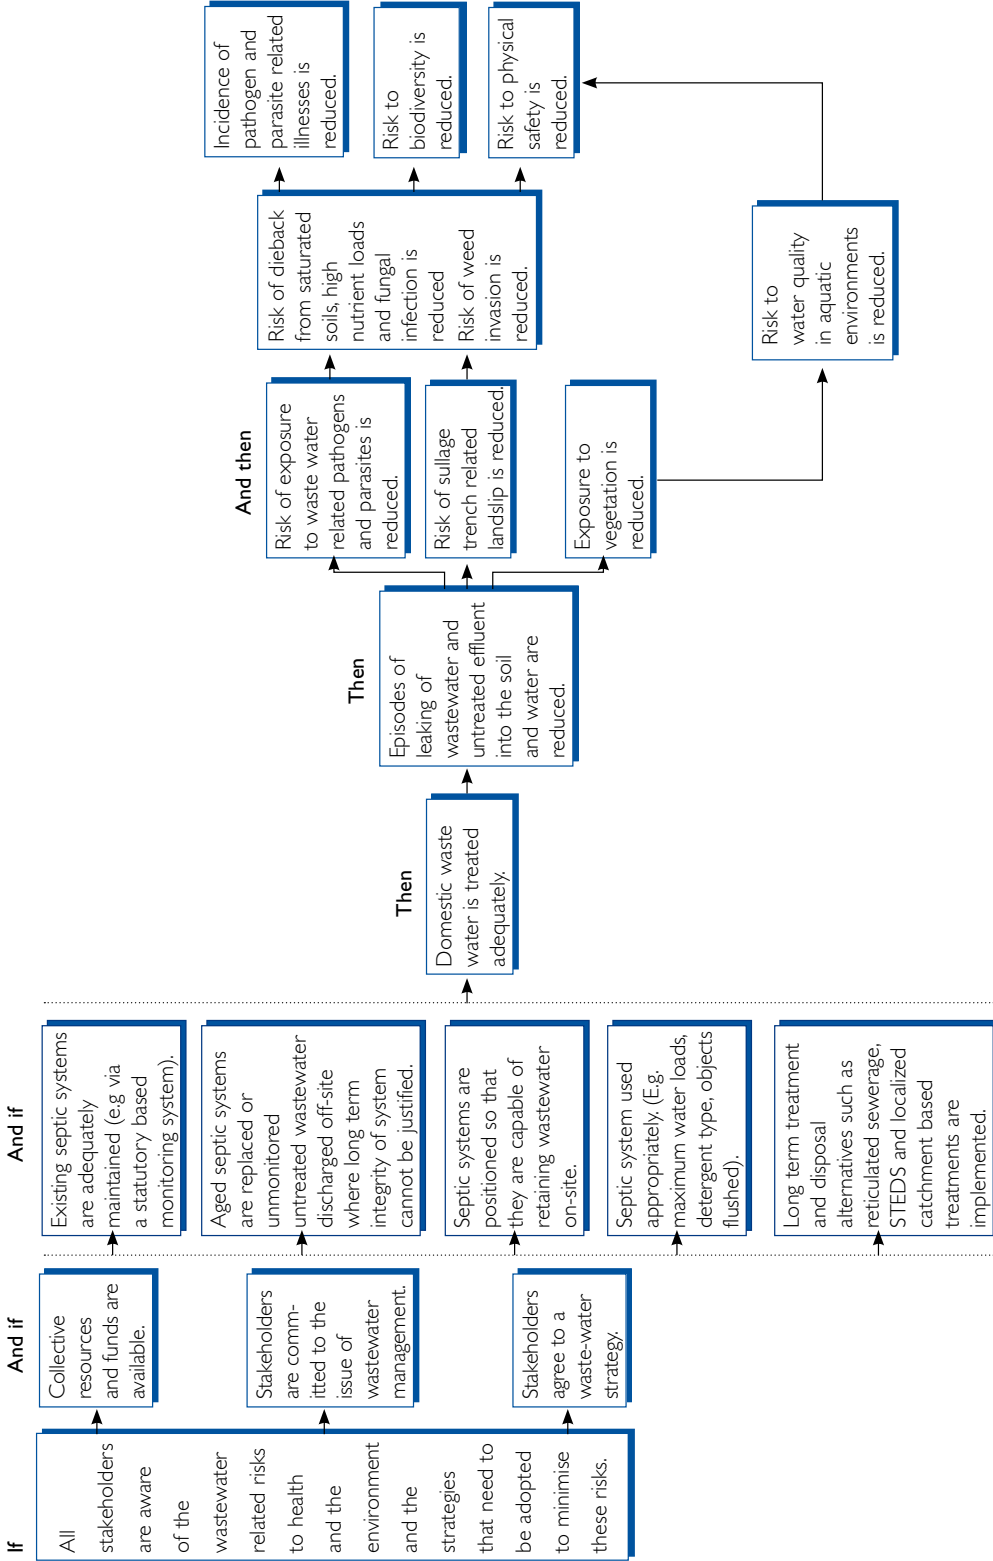 If
All
stakeholders
are aware
of the
wastewater
related risks
to health
and the
environment
and the
strategies
that need to
be adopted
to minimise
these risks.
And if
Collective
resources
and funds are
available.
Stakeholders
are comm-
itted to the
issue of
wastewater
management.
Stakeholders
agree to a
waste-water
strategy.
And if
Existing septic systems
are adequately
maintained (e.g via
a statutory based
monitoring system).
Aged septic systems
are replaced or
unmonitored
untreated wastewater
discharged off-site
where long term
integrity of system
cannot be justified.
Septic systems are
positioned so that
they are capable of
retaining wastewater
on-site.
Septic system used
appropriately. (E.g.
maximum water loads,
detergent type, objects
flushed).
Long term treatment
and disposal
alternatives such as
reticulated sewerage,
STEDS and localized
catchment based
treatments are
implemented.
Then
Domestic waste
water is treated
adequately.
Then
Episodes of
leaking of
wastewater and
untreated effluent
into the soil
and water are
reduced.
And then
Risk of exposure
to waste water
related pathogens
and parasites is
reduced.
Risk of sullage
trench related
landslip is reduced.
Exposure to
vegetation is
reduced.
Risk of dieback
from saturated
soils, high
nutrient loads
and fungal
infection is
reduced
Risk of weed
invasion is
reduced.
Risk to
water quality
in aquatic
environments
is reduced.
Incidence of
pathogen and
parasite related
illnesses is
reduced.
Risk to
biodiversity is
reduced.
Risk to physical
safety is
reduced.